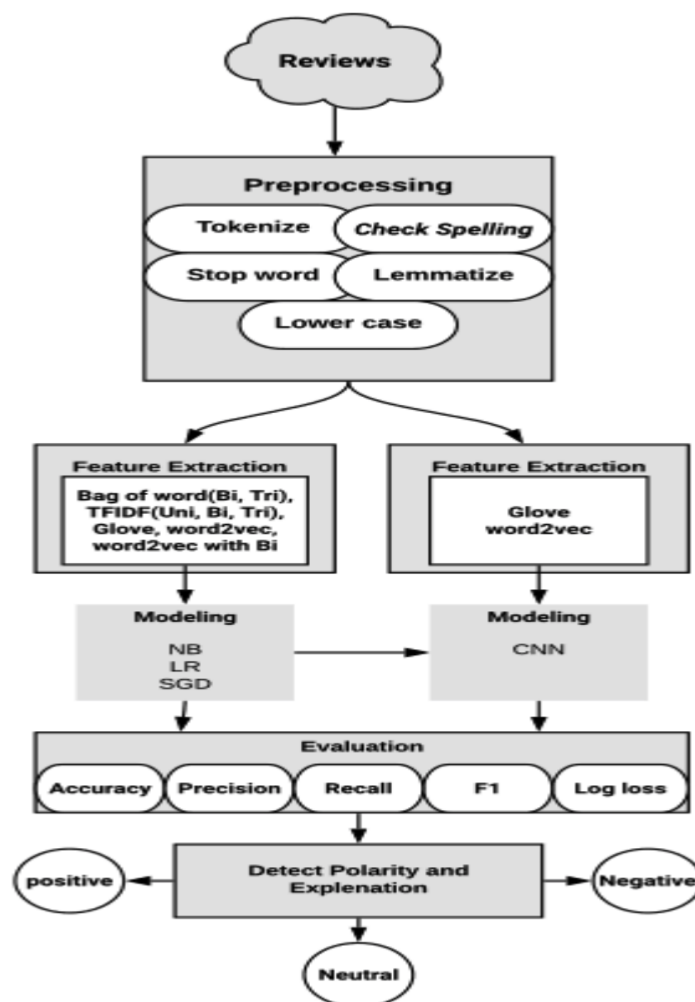 Reviews
Preprocessing
Tokenize
Check Spelling
Stop word
Lemmatize
Lower case
Feature Extraction
Bag of word(Bi, Tri),
TFIDF(Uni, Bi, Tri),
Glove, word2vec,
word2vec with Bi
Feature Extraction
Glove
word2vec
Modeling
NB
LR
SGD
Modeling
CNN
Evaluation
Accuracy
Precision
Recall
F1
Log loss
Detect Polarity and
Explenation
positive
Negative
Neutral